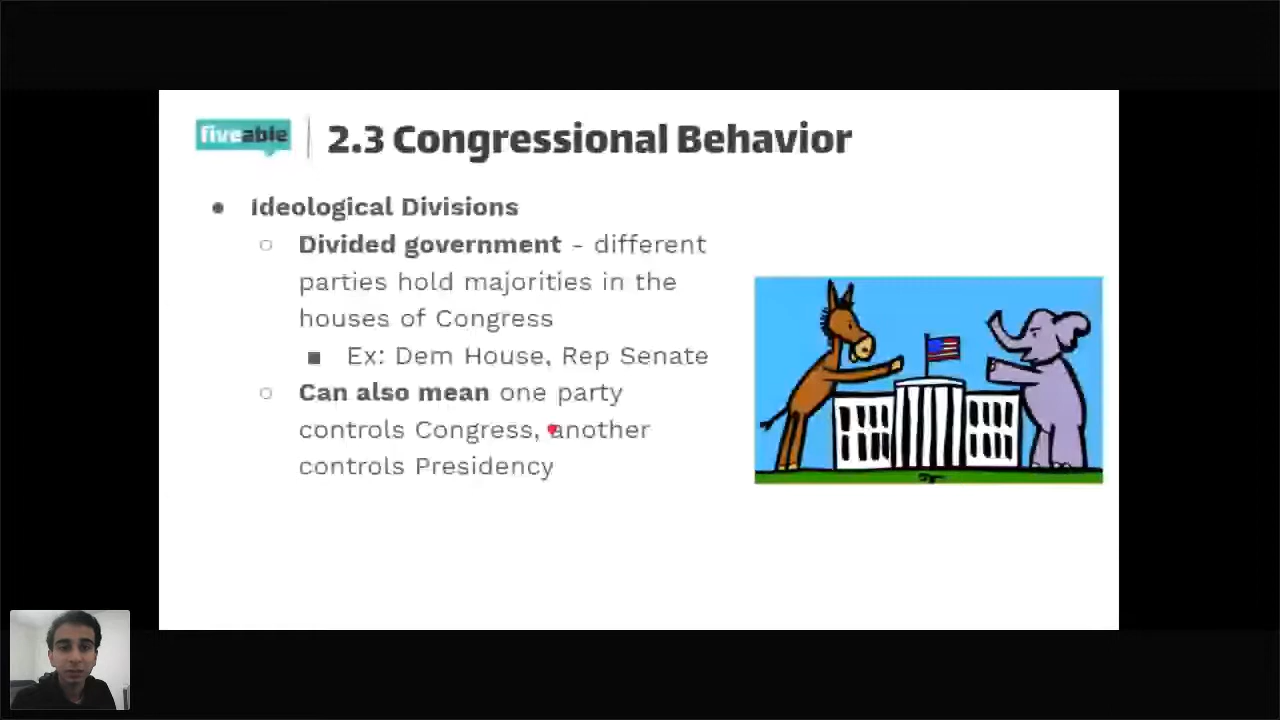 fiveable
2.3 Congressional Behavior
● Ideological Divisions
○ Divided government - different
parties hold majorities in the
houses of Congress
■ Ex: Dem House, Rep Senate
○ Can also mean one party
controls Congress, another
controls Presidency